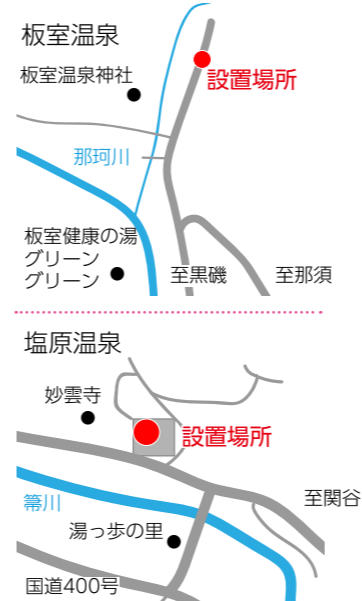 板室温泉
板室温泉神社
設置場所
那珂川
板室健康の湯
グリーン
グリーン
至黒磯
至那須
塩原温泉
妙雲寺
設置場所
箒川
至関谷
湯っ歩の里
国道400号